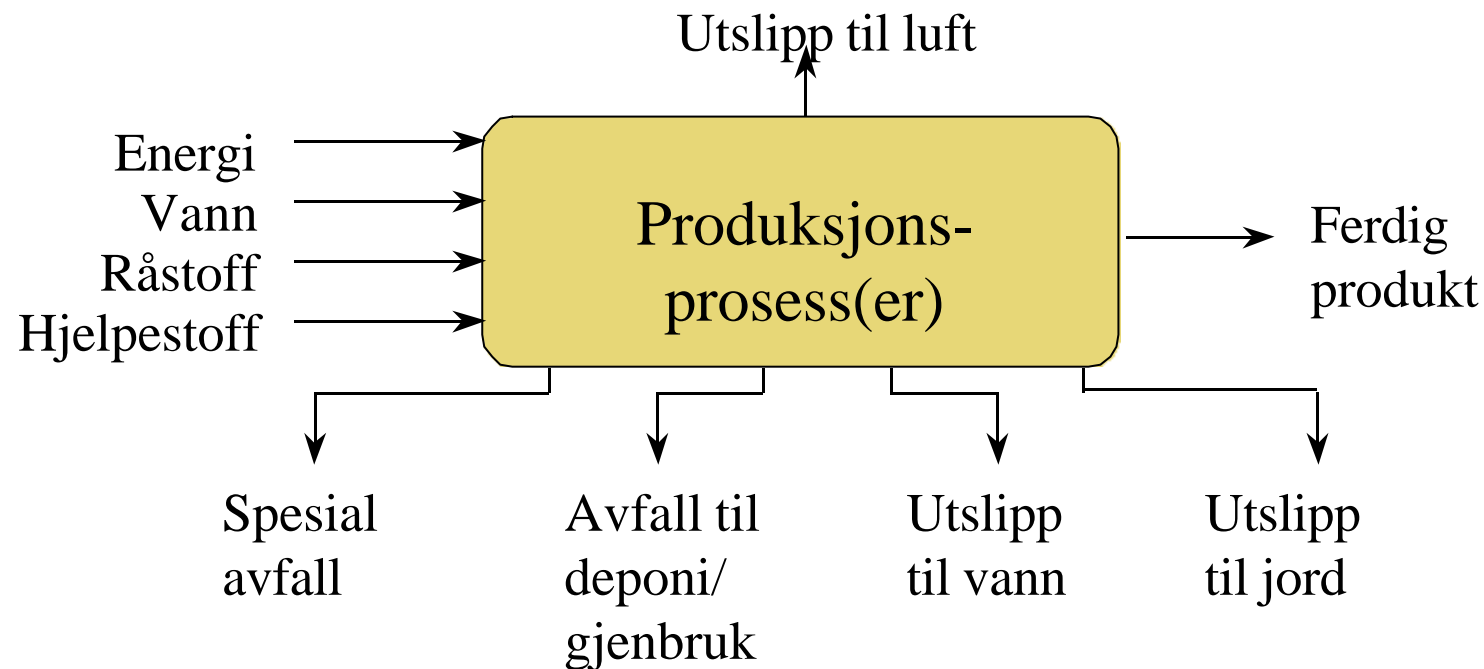 Utslipp til luft
Energi
Vann
Råstoff
Hjelpestoff
Produksjons-
prosess(er)
Ferdig
produkt
Spesial
avfall
Avfall til
deponi/
gjenbruk
Utslipp
til vann
Utslipp
til jord